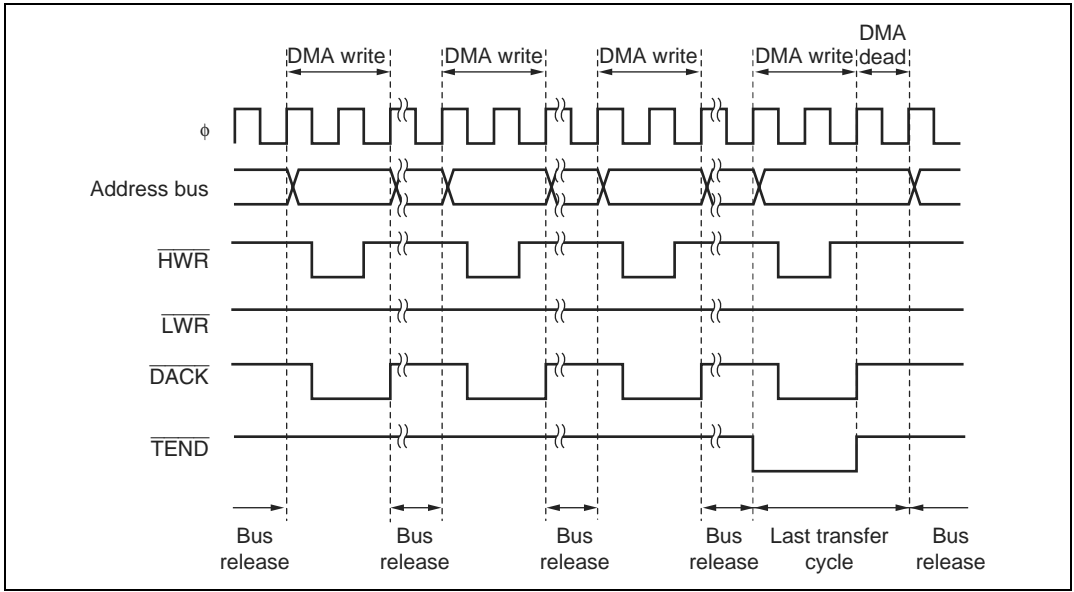 DMA
DMA write DMA write DMA write DMA write dead
φ
Address bus
HWR
LWR
DACK
TEND
Bus Bus Bus Bus Last transfer Bus
release release release release cycle release